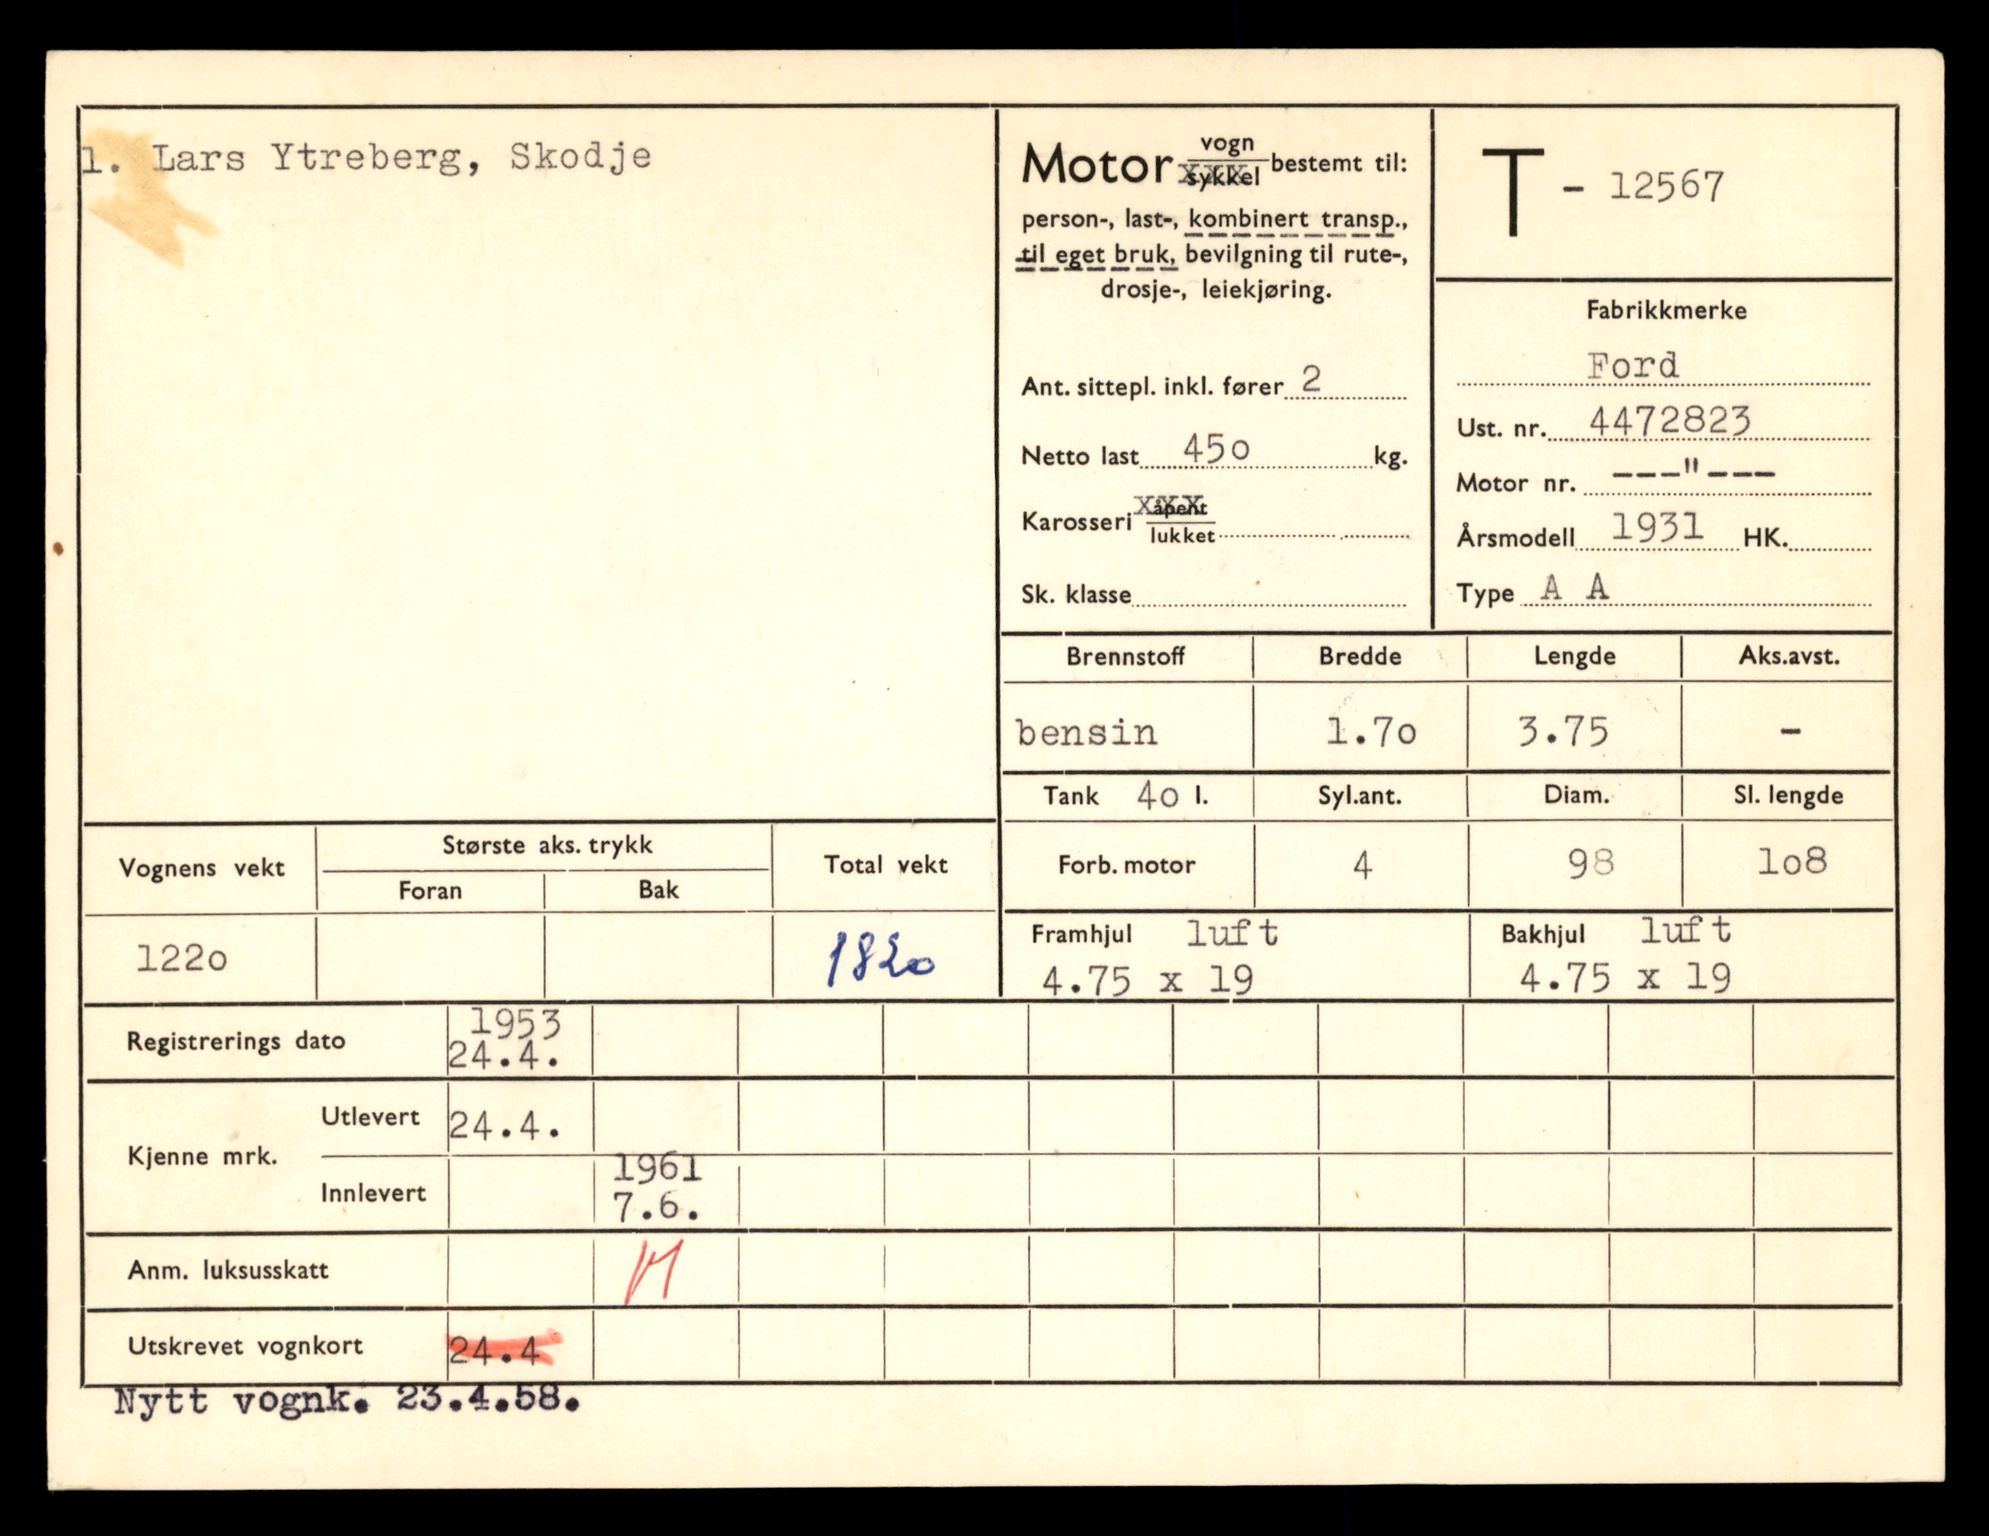 1. Lars Ytreberg, Skodje
Motor vogn
sykkel bestemt til:
person-, last-, kombinert transp.,
til eget bruk, bevilgning til rute-,
drosje-, leiekjøring.
Ant. sittepl. inkl. fører 2
Netto last 45o kg.
Karosseri åpent
lukket
Sk. klasse
T - 12567
Fabrikkmerke
Ford
Ust. nr. 4472823
Motor nr. ---"---
Årsmodell 1931 HK.
Type A A
Brennstoff Bredde Lengde Aks.avst.
bensin 1.7o 3.75 -
Tank 4o l. Syl.ant. Diam. Sl. lengde
Forb. motor 4 98 1o8
Framhjul luft Bakhjul luft
4.75 x 19 4.75 x 19
Vognens vekt Største aks. trykk Total vekt
Foran Bak
122o 1820
Registrerings dato 1953
24.4.
Kjenne mrk. Utlevert 24.4.
Innlevert 1961
7.6.
Anm. luksusskatt
Utskrevet vognkort 24.4
Nytt vognk. 23.4.58.